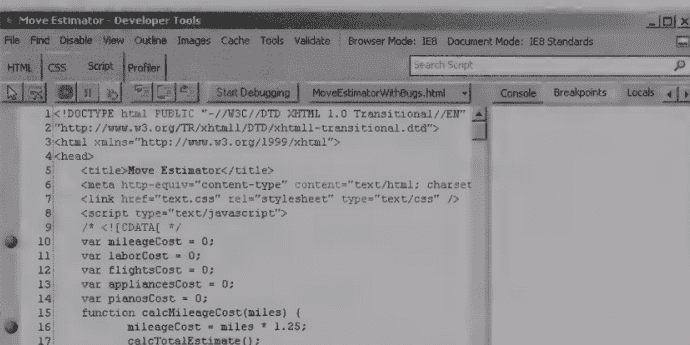 Move Estimator - Developer Tools
File Find Disable View Outline Images Cache Tools Validate Browser Mode: IE8 Document Mode: IE8 Standards
HTML CSS Script Profiler Search Script
Start Debugging MoveEstimatorWithBugs.html Console Breakpoints Locals
1 <!DOCTYPE html PUBLIC "-//W3C//DTD XHTML 1.0 Transitional//EN"
2 "http://www.w3.org/TR/xhtml1/DTD/xhtml1-transitional.dtd">
3 <html xmlns="http://www.w3.org/1999/xhtml">
4 <head>
5 <title>Move Estimator</title>
6 <meta http-equiv="content-type" content="text/html; charset
7 <link href="text.css" rel="stylesheet" type="text/css" />
8 <script type="text/javascript">
9 /* <![CDATA[ */
10 var mileageCost = 0;
11 var laborCost = 0;
12 var flightsCost = 0;
13 var appliancesCost = 0;
14 var pianosCost = 0;
15 function calcMileageCost(miles) {
16 mileageCost = miles * 1.25;
17 calcTotalEstimate();